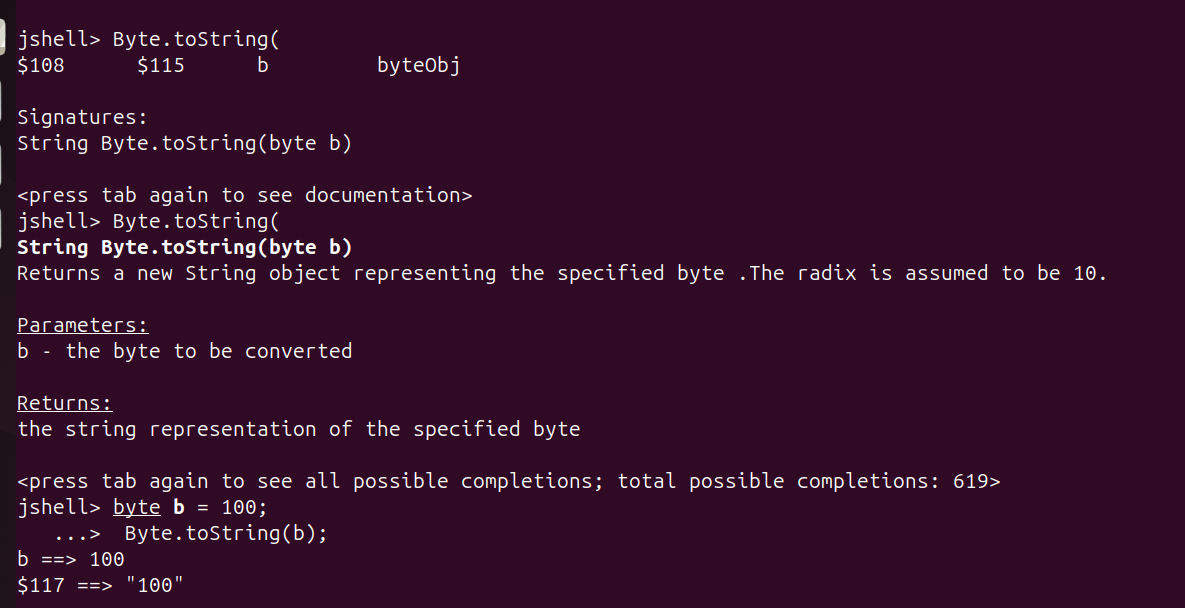 jshell> Byte.toString(
$108      $115      b         byteObj
Signatures:
String Byte.toString(byte b)
<press tab again to see documentation>
jshell> Byte.toString(
String Byte.toString(byte b)
Returns a new String object representing the specified byte .The radix is assumed to be 10.
Parameters:
b - the byte to be converted
Returns:
the string representation of the specified byte
<press tab again to see all possible completions; total possible completions: 619>
jshell> byte b = 100;
   ...>  Byte.toString(b);
b ==> 100
$117 ==> "100"